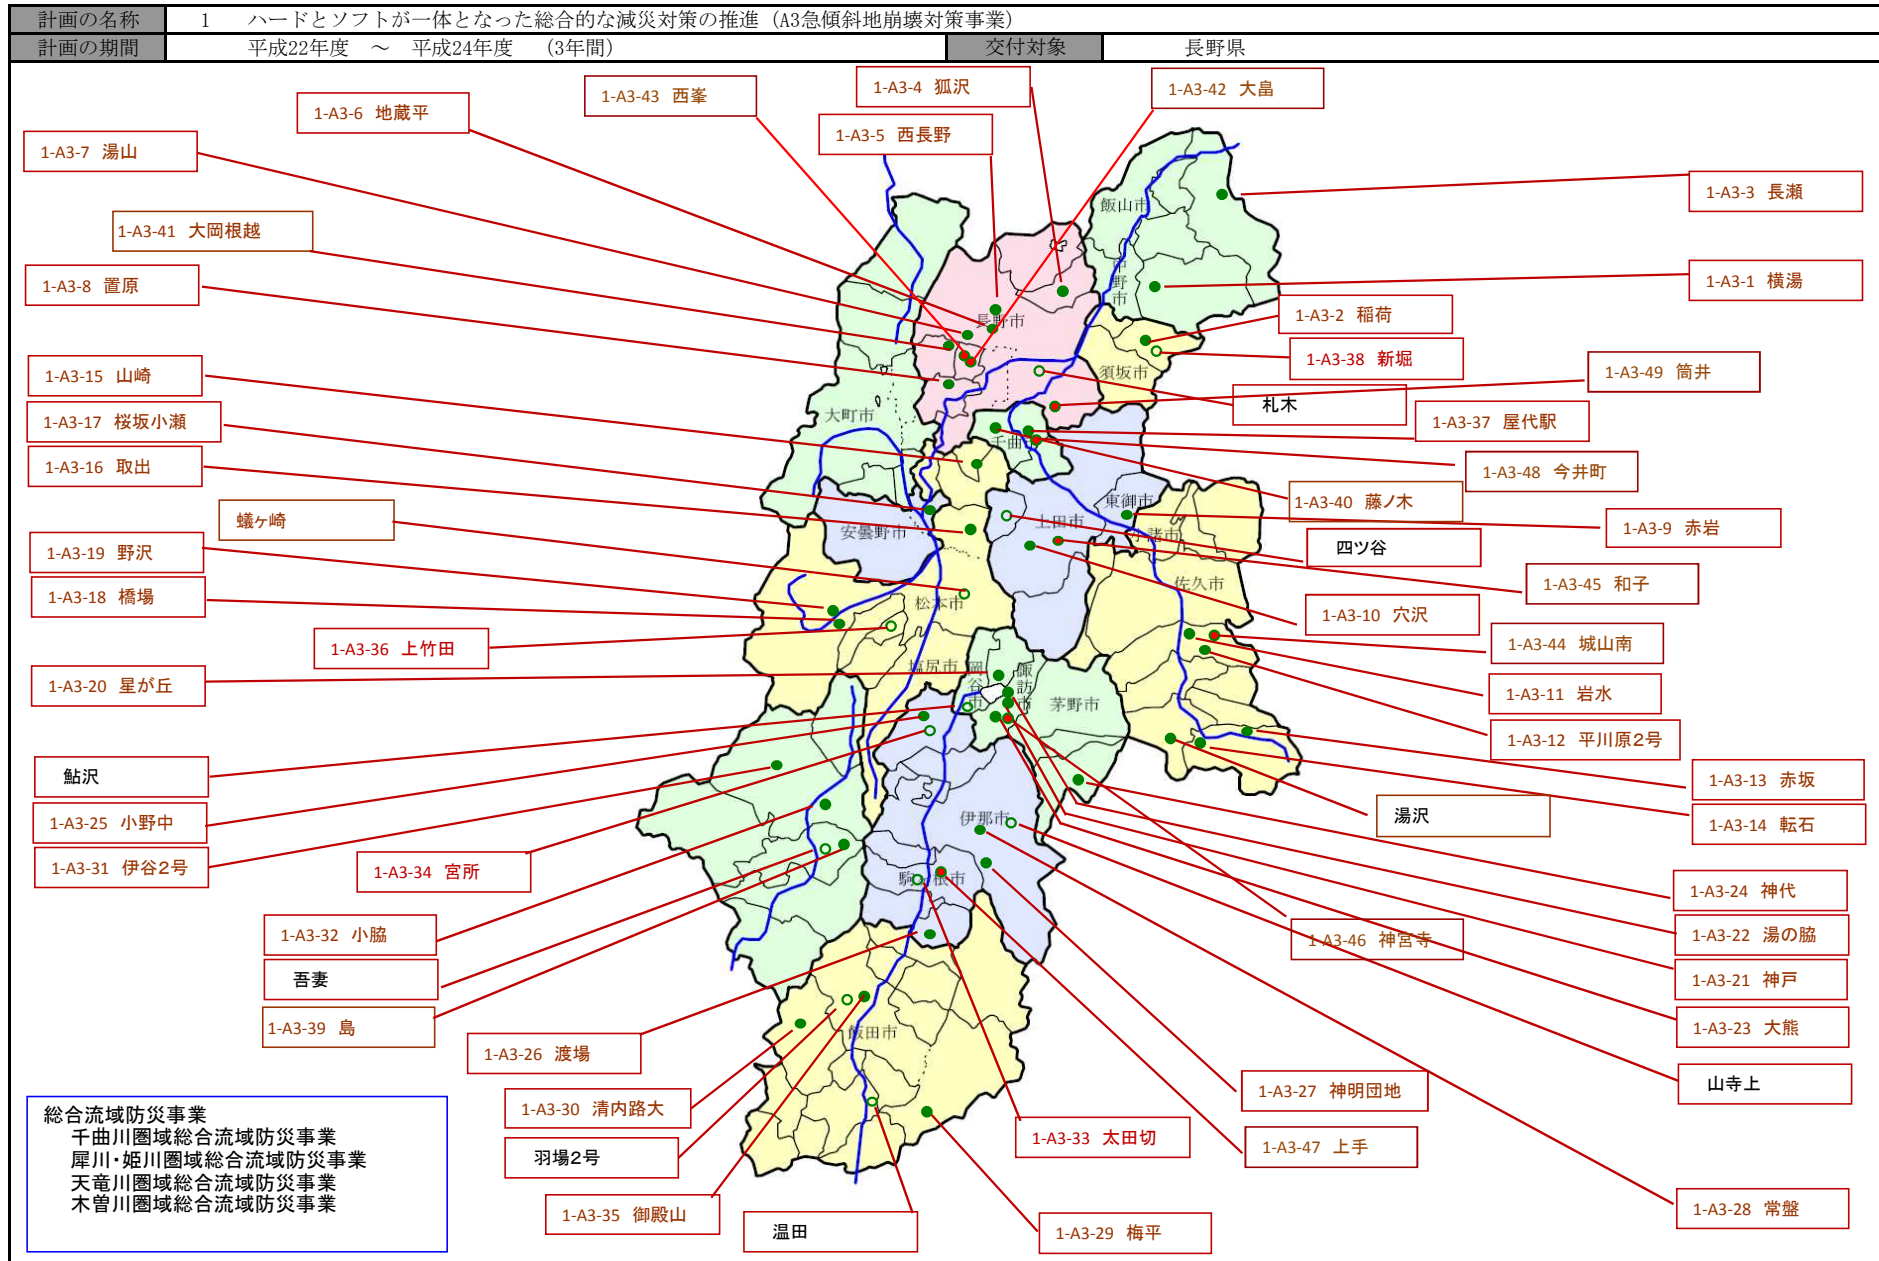 計画の名称 1 ハードとソフトが一体となった総合的な減災対策の推進（A3急傾斜地崩壊対策事業）
計画の期間 平成22年度 ～ 平成24年度 （3年間） 交付対象 長野県
1-A3-43 西峯
1-A3-4 狐沢
1-A3-42 大畠
1-A3-6 地蔵平
1-A3-5 西長野
1-A3-7 湯山
1-A3-3 長瀬
1-A3-41 大岡根越
1-A3-8 置原
1-A3-1 横湯
1-A3-2 稲荷
1-A3-38 新堀
1-A3-15 山崎
1-A3-49 筒井
札木
1-A3-17 桜坂小瀬
1-A3-37 屋代駅
1-A3-16 取出
1-A3-48 今井町
1-A3-40 藤ノ木
蟻ヶ崎
1-A3-9 赤岩
四ツ谷
1-A3-19 野沢
1-A3-45 和子
1-A3-18 橋場
1-A3-10 穴沢
1-A3-36 上竹田
1-A3-44 城山南
1-A3-20 星が丘
1-A3-11 岩水
1-A3-12 平川原2号
鮎沢
1-A3-13 赤坂
湯沢
1-A3-25 小野中
1-A3-14 転石
1-A3-31 伊谷2号
1-A3-34 宮所
1-A3-24 神代
1-A3-32 小脇
1-A3-46 神宮寺
1-A3-22 湯の脇
吾妻
1-A3-21 神戸
1-A3-39 島
1-A3-23 大熊
1-A3-26 渡場
山寺上
1-A3-27 神明団地
1-A3-30 清内路大
1-A3-33 太田切
羽場2号
1-A3-47 上手
1-A3-35 御殿山
温田
1-A3-29 梅平
1-A3-28 常盤
飯山市
中野市
長野市
須坂市
大町市
千曲市
東御市
上田市
小諸市
安曇野市
佐久市
松本市
塩尻市
岡谷市
諏訪市
茅野市
伊那市
駒ヶ根市
飯田市
総合流域防災事業
千曲川圏域総合流域防災事業
犀川・姫川圏域総合流域防災事業
天竜川圏域総合流域防災事業
木曽川圏域総合流域防災事業